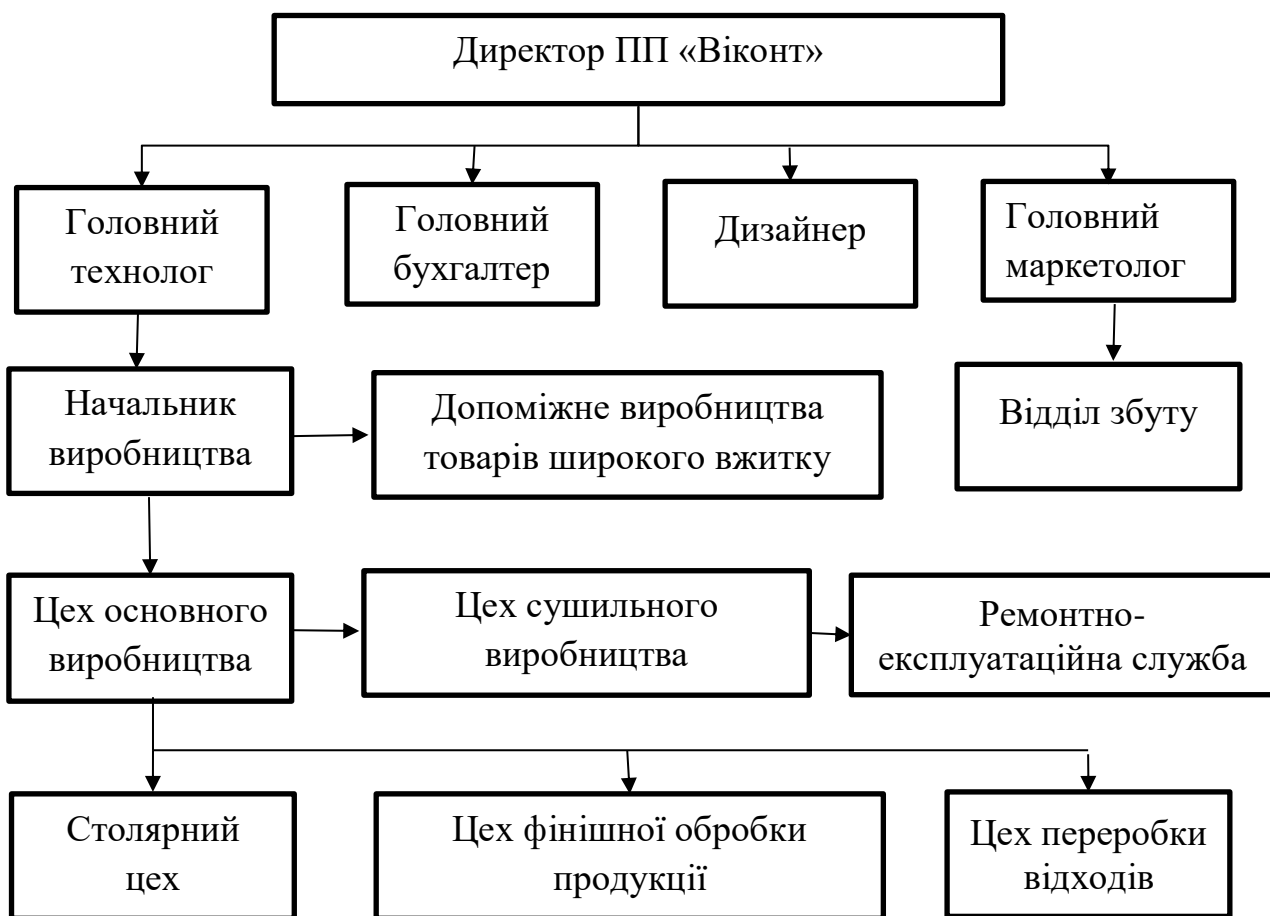 Директор ПП «Віконт»
Головний
технолог
Головний
бухгалтер
Дизайнер
Головний
маркетолог
Начальник
виробництва
Допоміжне виробництва
товарів широкого вжитку
Відділ збуту
Цех основного
виробництва
Цех сушильного
виробництва
Ремонтно-
експлуатаційна служба
Столярний
цех
Цех фінішної обробки
продукції
Цех переробки
відходів